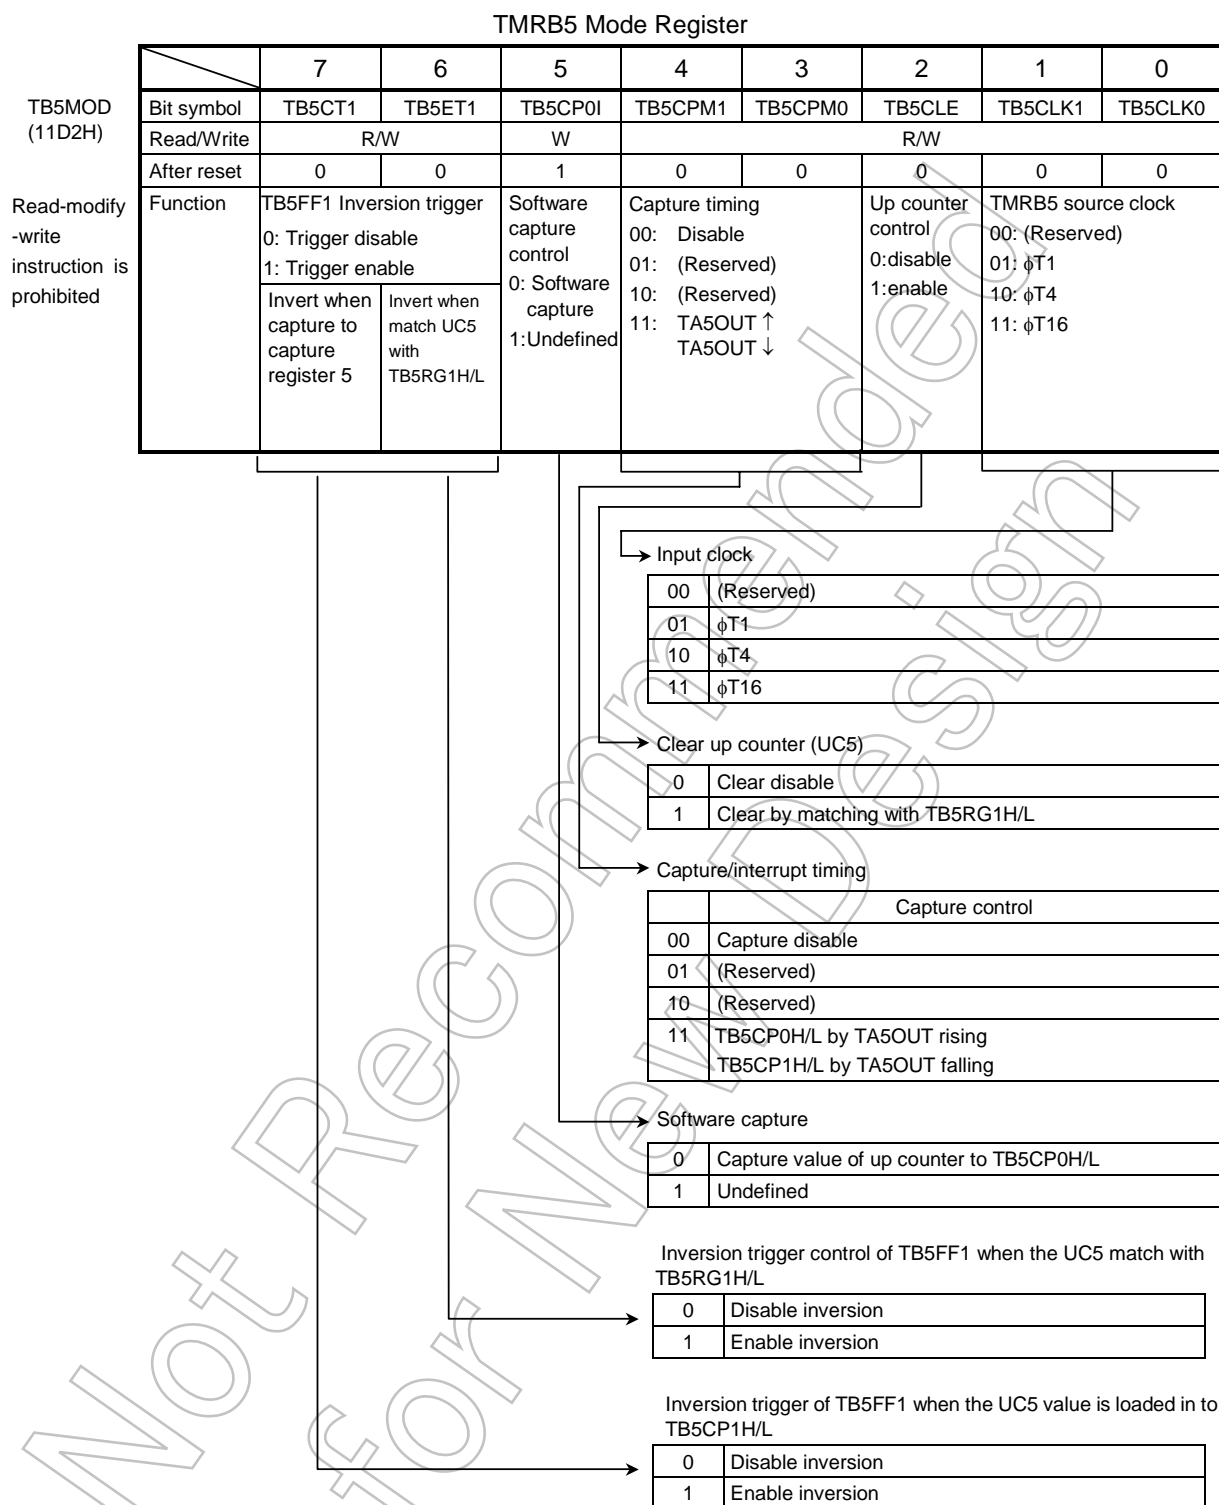 TMRB5 Mode Register
7 6 5 4 3 2 1 0
TB5MOD (11D2H)
Bit symbol TB5CT1 TB5ET1 TB5CP0I TB5CPM1 TB5CPM0 TB5CLE TB5CLK1 TB5CLK0
Read/Write R/W W R/W
After reset 0 0 1 0 0 0 0 0
Read-modify
-write
instruction is
prohibited
Function
TB5FF1 Inversion trigger
0: Trigger disable
1: Trigger enable
Invert when
capture to
capture
register 5
Invert when
match UC5
with
TB5RG1H/L
Software
capture
control
0: Software
capture
1:Undefined
Capture timing
00: Disable
01: (Reserved)
10: (Reserved)
11: TA5OUT ↑
TA5OUT ↓
Up counter
control
0:disable
1:enable
TMRB5 source clock
00: (Reserved)
01: ϕT1
10: ϕT4
11: ϕT16
Input clock
00 (Reserved)
01 ϕT1
10 ϕT4
11 ϕT16
Clear up counter (UC5)
0 Clear disable
1 Clear by matching with TB5RG1H/L
Capture/interrupt timing
Capture control
00 Capture disable
01 (Reserved)
10 (Reserved)
11 TB5CP0H/L by TA5OUT rising
TB5CP1H/L by TA5OUT falling
Software capture
0 Capture value of up counter to TB5CP0H/L
1 Undefined
Inversion trigger control of TB5FF1 when the UC5 match with
TB5RG1H/L
0 Disable inversion
1 Enable inversion
Inversion trigger of TB5FF1 when the UC5 value is loaded in to
TB5CP1H/L
0 Disable inversion
1 Enable inversion
Not Recommended
for New Design